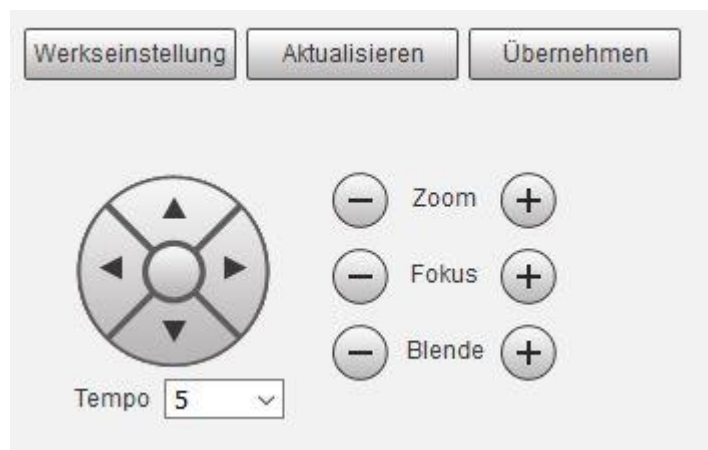 Werkseinstellung Aktualisieren Übernehmen
Zoom
Fokus
Blende
Tempo 5